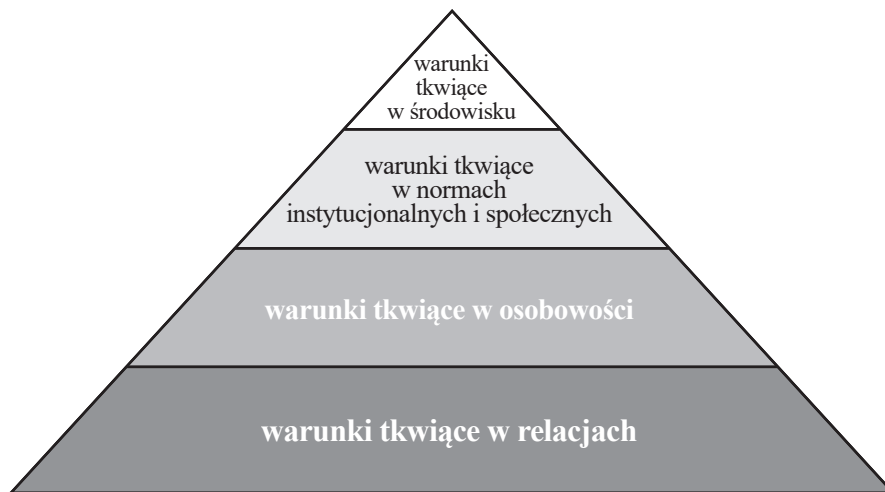 warunki
tkwiące
w środowisku
warunki tkwiące
w normach
instytucjonalnych i społecznych
warunki tkwiące w osobowości
warunki tkwiące w relacjach